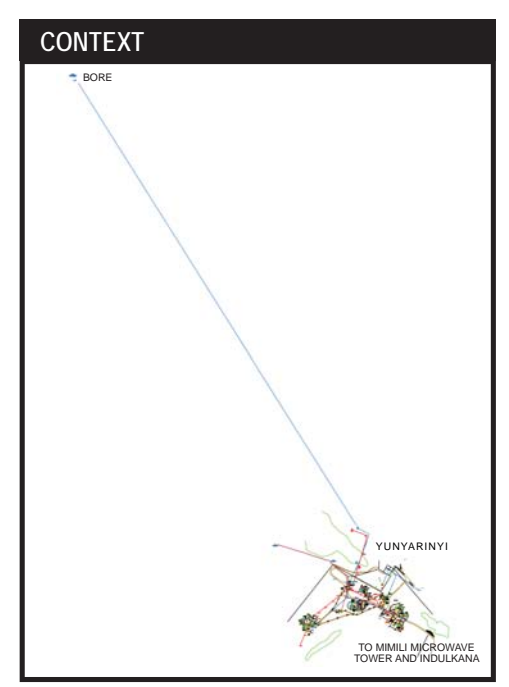 CONTEXT
BORE
YUNYARINYI
TO MIMILI MICROWAVE
TOWER AND INDULKANA